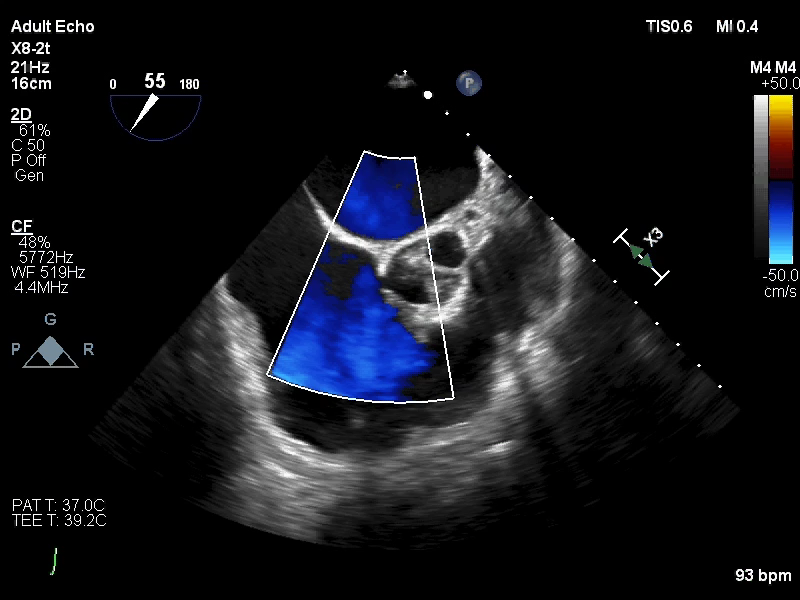 Adult Echo
X8-2t
21Hz
16cm
2D
61%
C 50
P Off
Gen
CF
48%
5772Hz
WF 519Hz
4.4MHz
G
P R
PAT T: 37.0C
TEE T: 39.2C
0 55 180
P
TIS0.6 MI 0.4
M4 M4
+50.0
-50.0
cm/s
X3
93 bpm